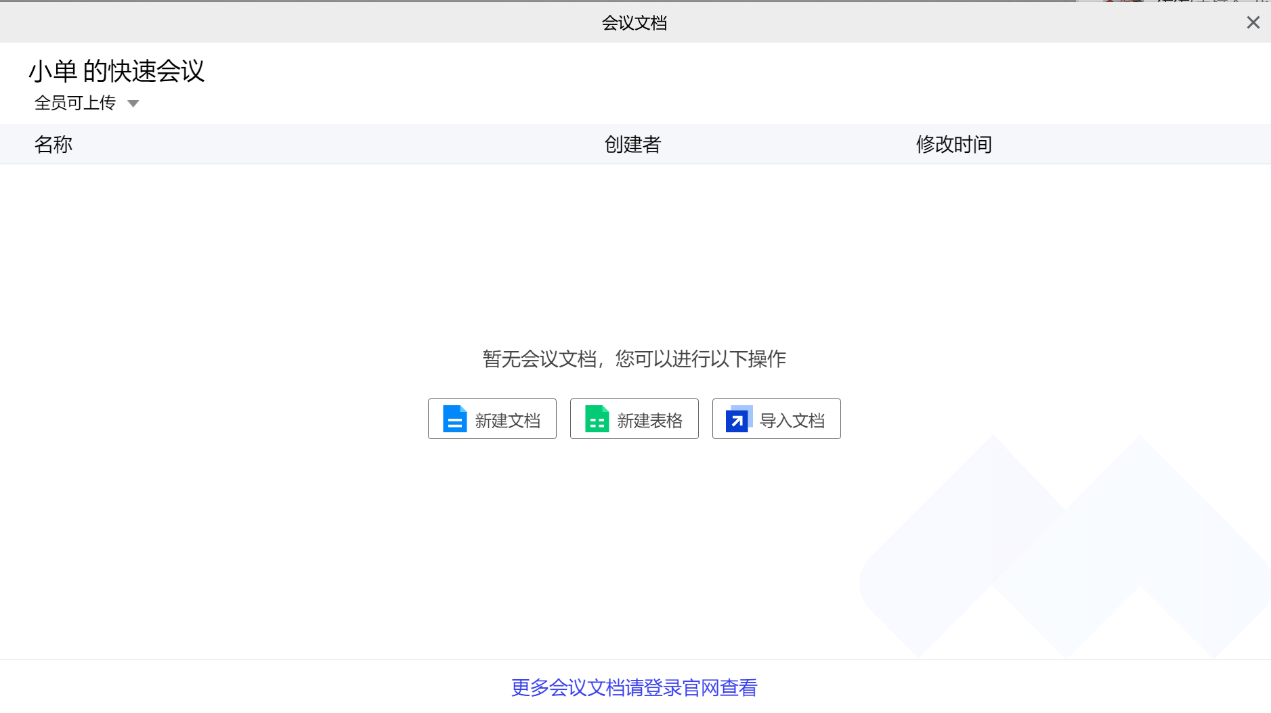 会议文档
小单 的快速会议
全员可上传
名称 创建者 修改时间
暂无会议文档，您可以进行以下操作
新建文档 新建表格 导入文档
更多会议文档请登录官网查看